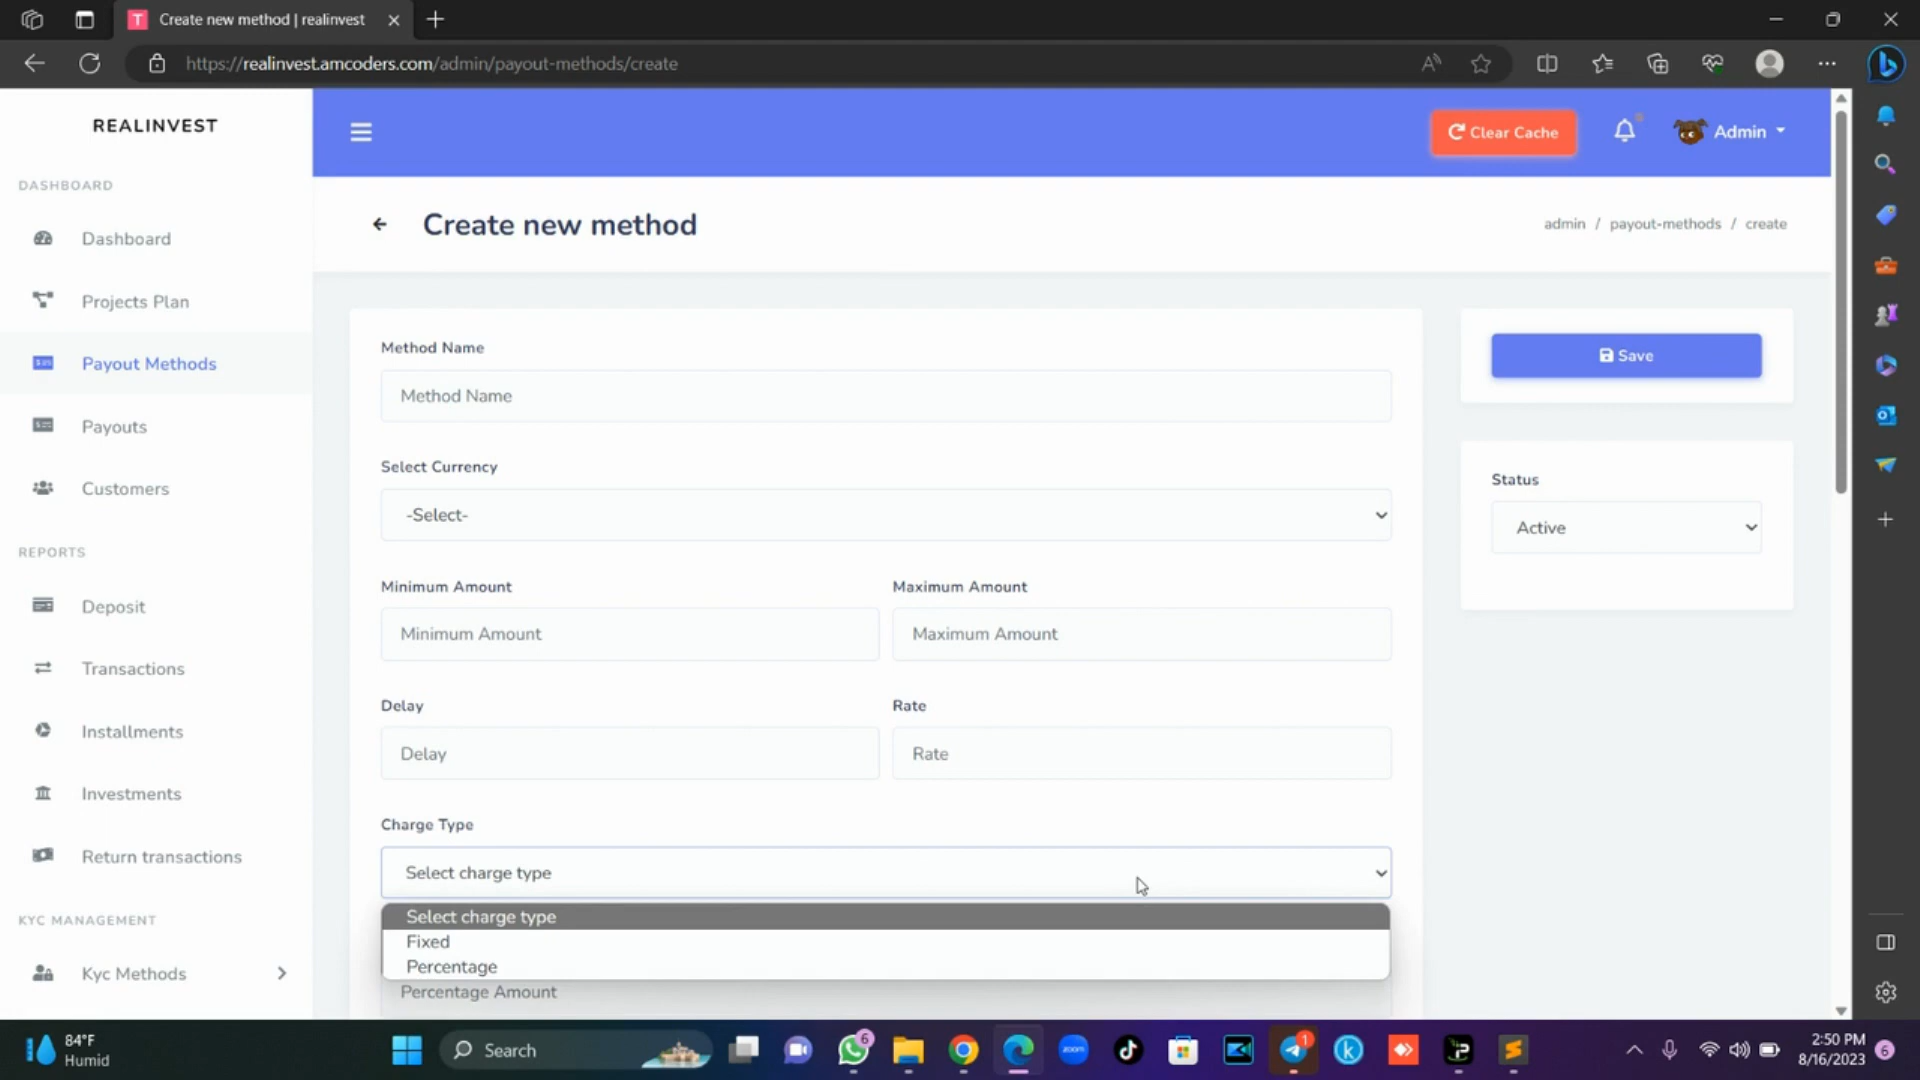 Create new method | realinvest
https://realinvest.amcoders.com/admin/payout-methods/create
REALINVEST
Clear Cache
Admin
DASHBOARD
Dashboard
Projects Plan
Payout Methods
Payouts
Customers
REPORTS
Deposit
Transactions
Installments
Investments
Return transactions
KYC MANAGEMENT
Kyc Methods
Create new method
admin / payout-methods / create
Method Name
Method Name
Select Currency
-Select-
Minimum Amount
Maximum Amount
Minimum Amount
Maximum Amount
Delay
Rate
Delay
Rate
Charge Type
Select charge type
Select charge type
Fixed
Percentage
Percentage Amount
Save
Status
Active
84°F
Humid
Search
6
zoom
1
2:50 PM
8/16/2023
6